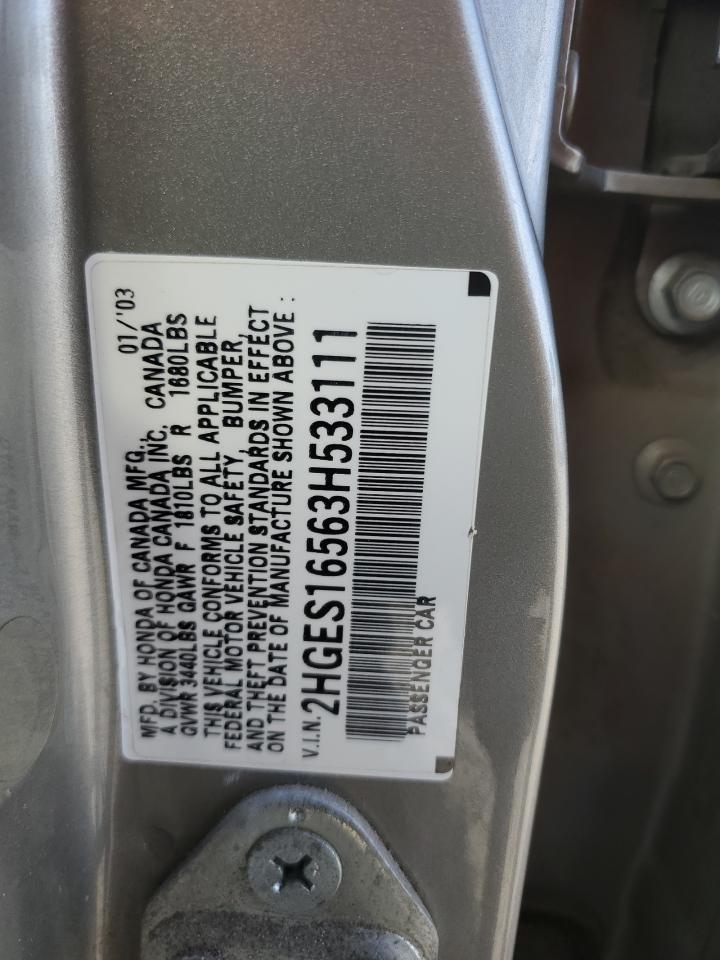 MFD. BY HONDA OF CANADA MFG., 01/'03
A DIVISION OF HONDA CANADA INC. CANADA
GVWR 3440LBS GAWR F 1810LBS R 1680LBS
THIS VEHICLE CONFORMS TO ALL APPLICABLE
FEDERAL MOTOR VEHICLE SAFETY, BUMPER,
AND THEFT PREVENTION STANDARDS IN EFFECT
ON THE DATE OF MANUFACTURE SHOWN ABOVE :
V.I.N. 2HGES16563H533111
PASSENGER CAR